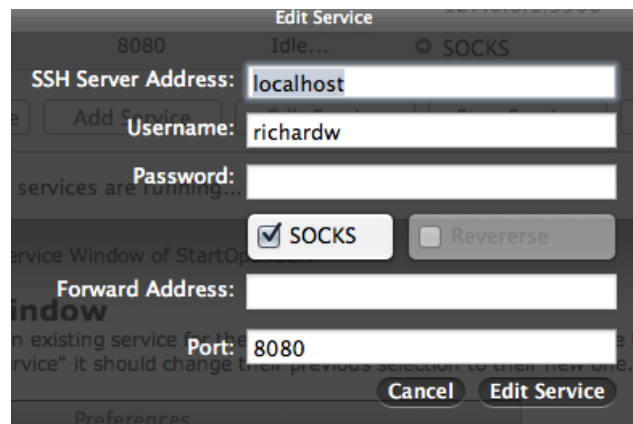 Edit Service
8080 Idle... SOCKS
SSH Server Address: localhost
Add Service
Username: richardw
Password:
services are running...
SOCKS Revererse
ervice Window of StartOpenSSH
Forward Address:
indow
n existing service for the
Port: 8080
rvice" it should change their previous selection to their new one.
Cancel Edit Service
Preferences